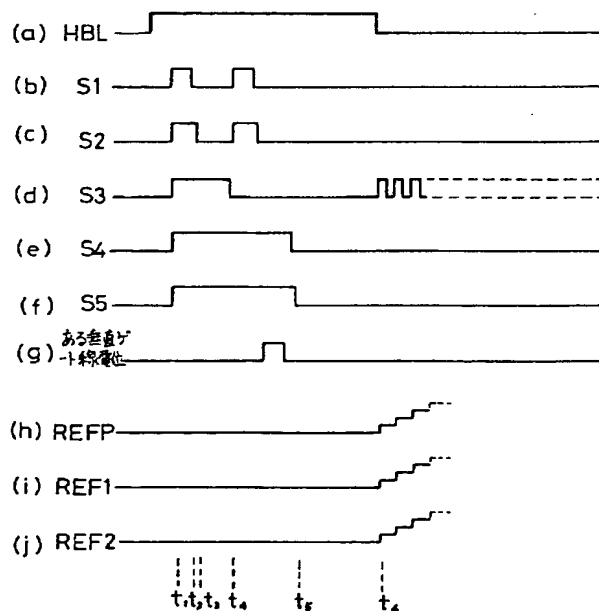 (a) HBL
(b) S1
(c) S2
(d) S3
(e) S4
(f) S5
ある垂直ゲ
(g) ート線電位
(h) REFP
(i) REF1
(j) REF2
t₁ t₂ t₃ t₄ t₅ t₆